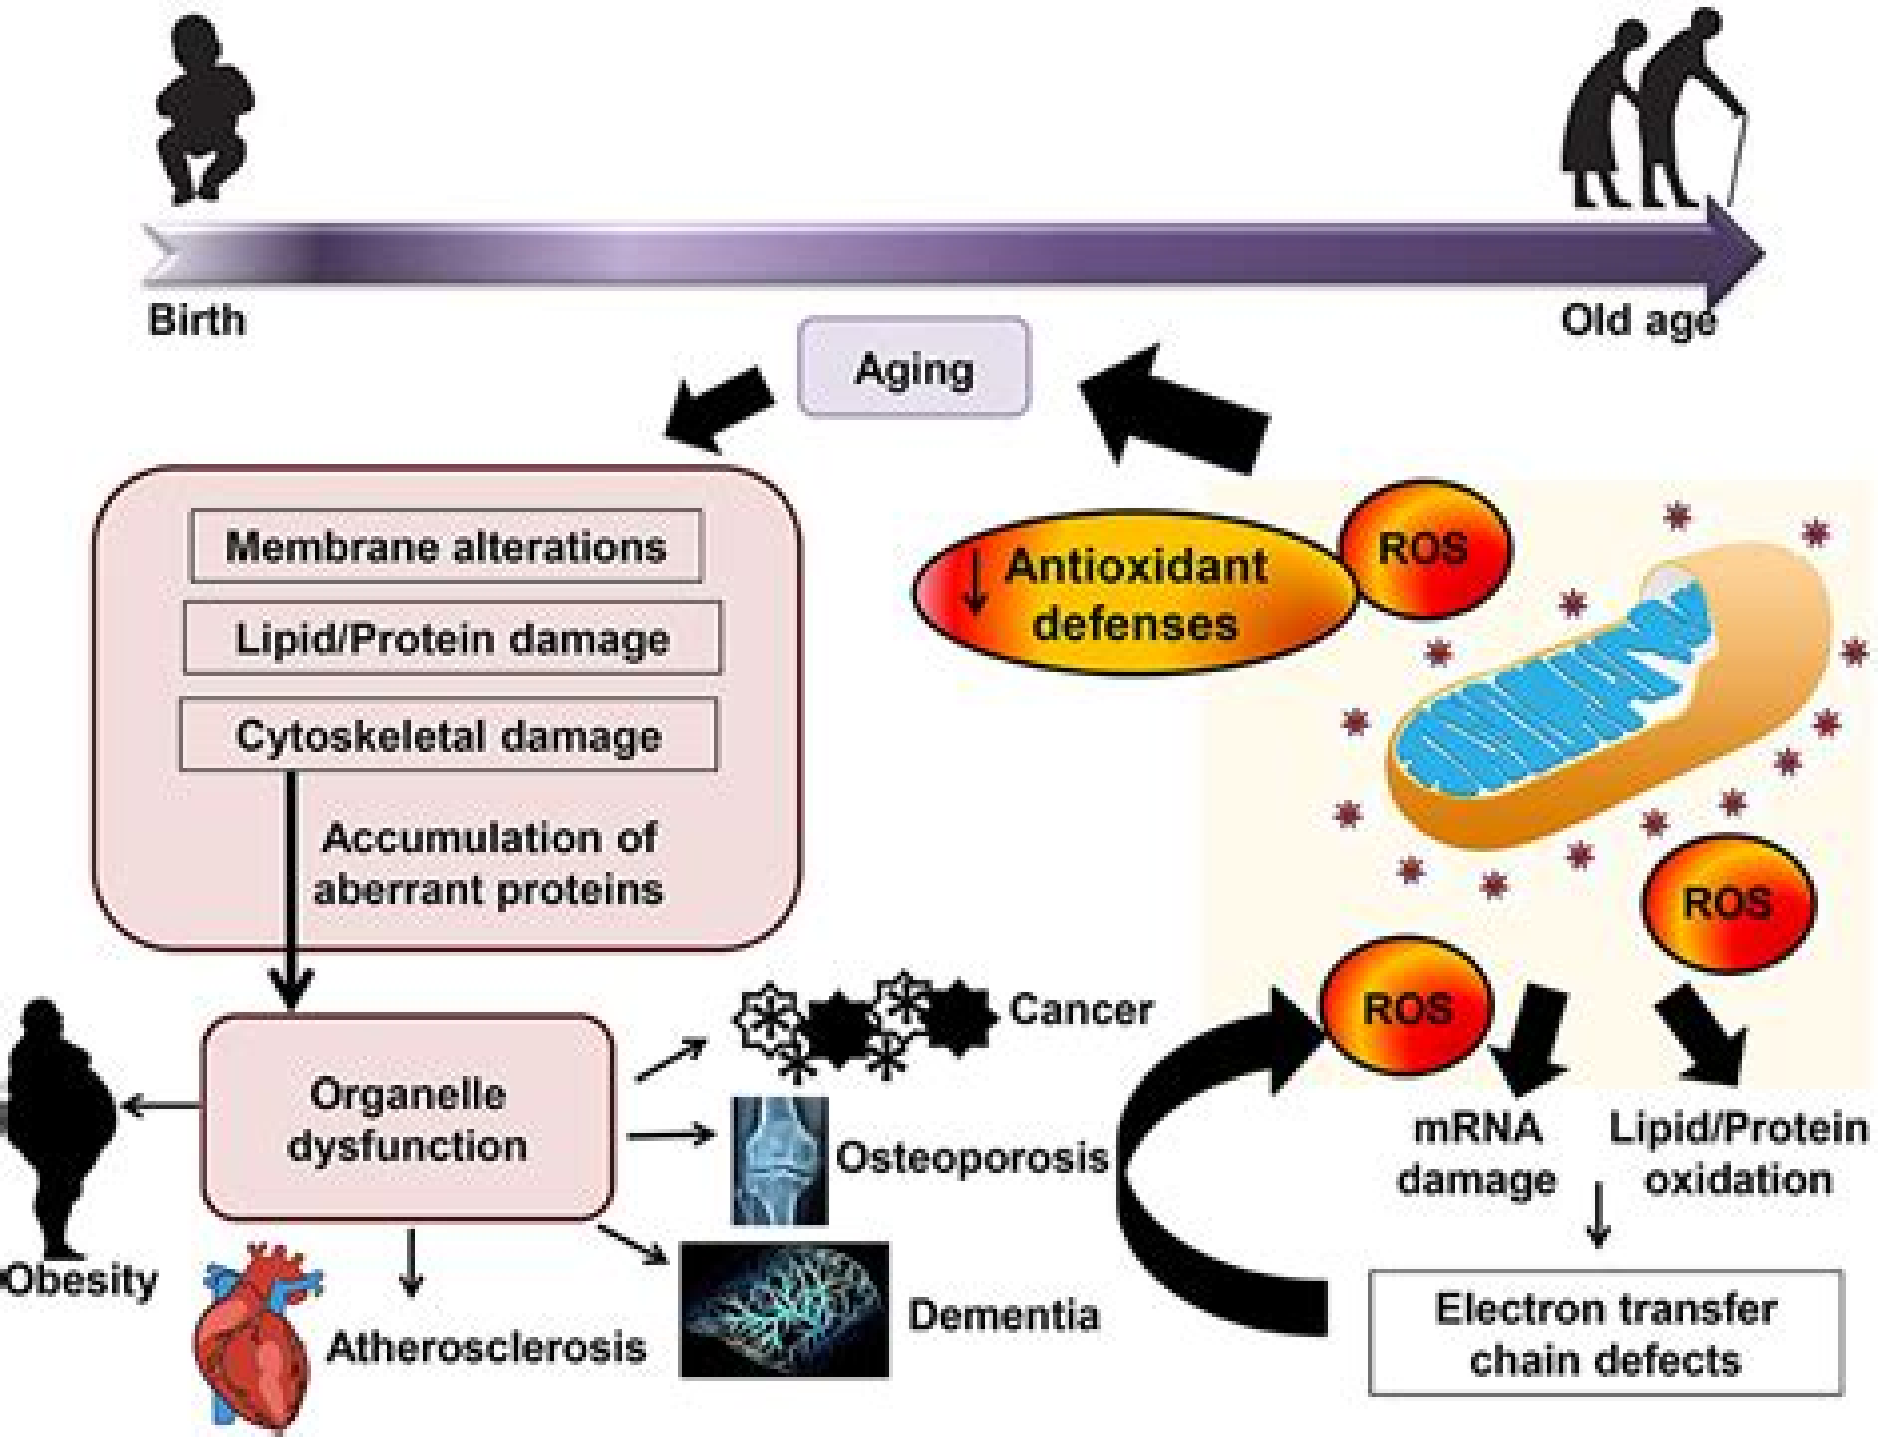 Birth
Old age
Aging
Membrane alterations
Lipid/Protein damage
Cytoskeletal damage
Accumulation of
aberrant proteins
Antioxidant
defenses
ROS
ROS
ROS
mRNA
damage
Lipid/Protein
oxidation
Electron transfer
chain defects
Organelle
dysfunction
Cancer
Osteoporosis
Dementia
Atherosclerosis
Obesity